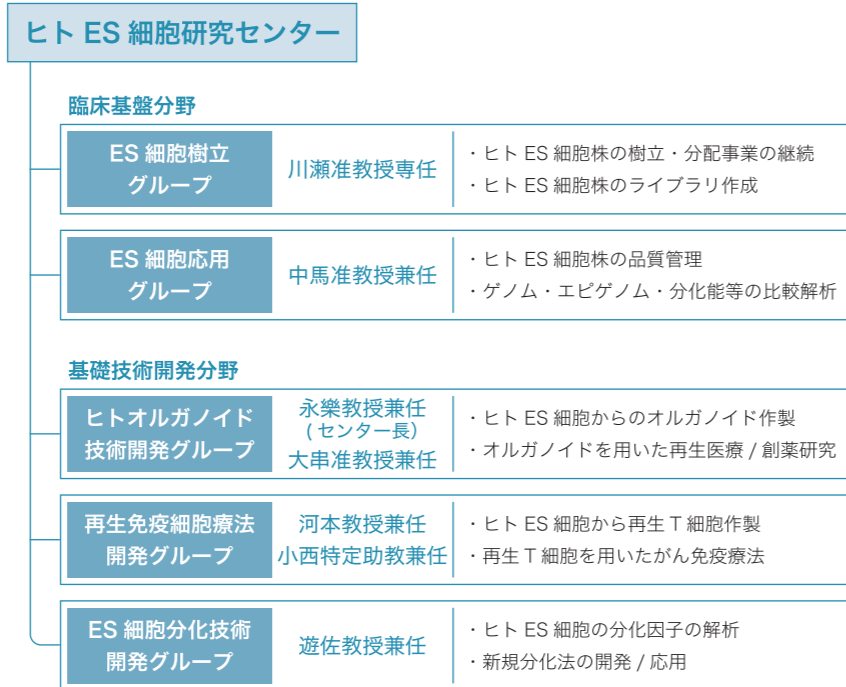 ヒト ES 細胞研究センター
臨床基盤分野
ES 細胞樹立
グループ
川瀬准教授専任
・ヒト ES 細胞株の樹立・分配事業の継続
・ヒト ES 細胞株のライブラリ作成
ES 細胞応用
グループ
中馬准教授兼任
・ヒト ES 細胞株の品質管理
・ゲノム・エピゲノム・分化能等の比較解析
基礎技術開発分野
ヒトオルガノイド
技術開発グループ
永樂教授兼任
( センター長）
大串准教授兼任
・ヒト ES 細胞からのオルガノイド作製
・オルガノイドを用いた再生医療 / 創薬研究
再生免疫細胞療法
開発グループ
河本教授兼任
小西特定助教兼任
・ヒト ES 細胞から再生 T 細胞作製
・再生 T 細胞を用いたがん免疫療法
ES 細胞分化技術
開発グループ
遊佐教授兼任
・ヒト ES 細胞の分化因子の解析
・新規分化法の開発 / 応用